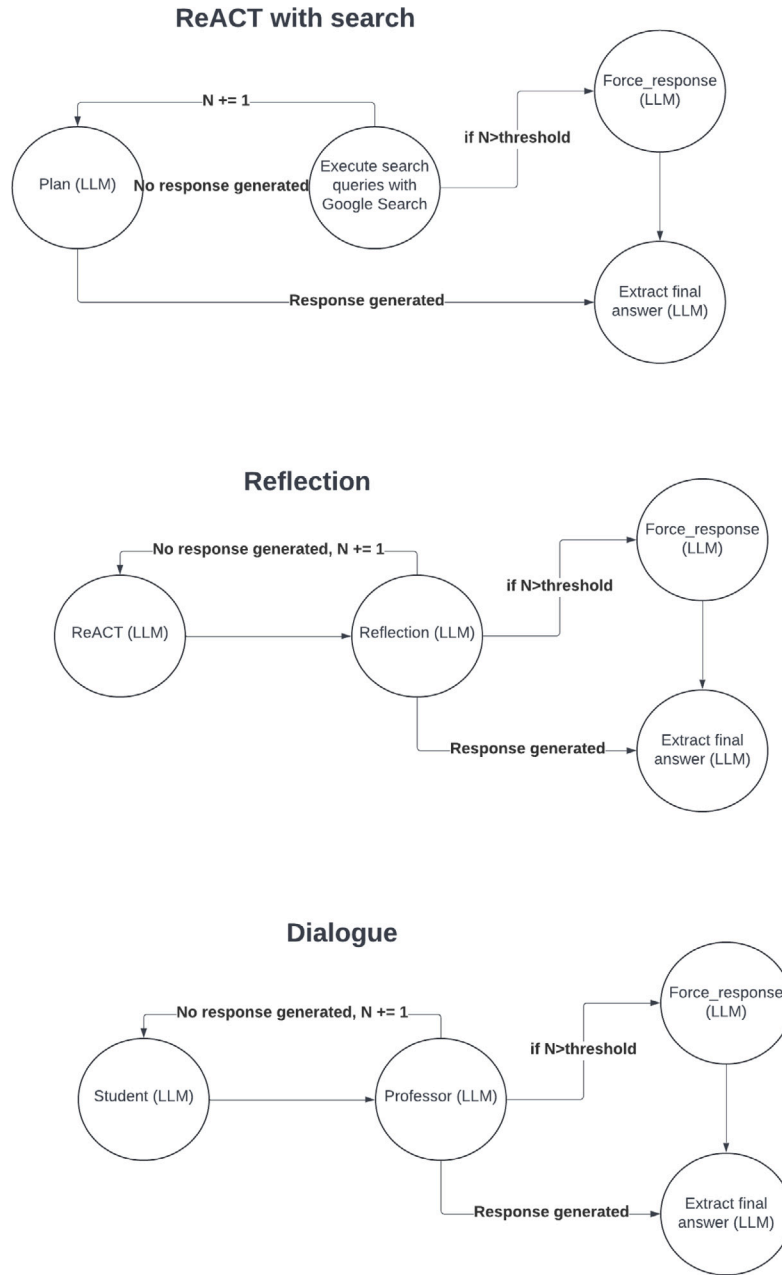 ReACT with search
Force_response
(LLM)
N += 1
if N>threshold
Plan (LLM)
No response generated
Execute search
queries with
Google Search
Response generated
Extract final
answer (LLM)
Reflection
Force_response
(LLM)
No response generated, N += 1
if N>threshold
ReACT (LLM)
Reflection (LLM)
Response generated
Extract final
answer (LLM)
Dialogue
Force_response
(LLM)
No response generated, N += 1
if N>threshold
Student (LLM)
Professor (LLM)
Response generated
Extract final
answer (LLM)